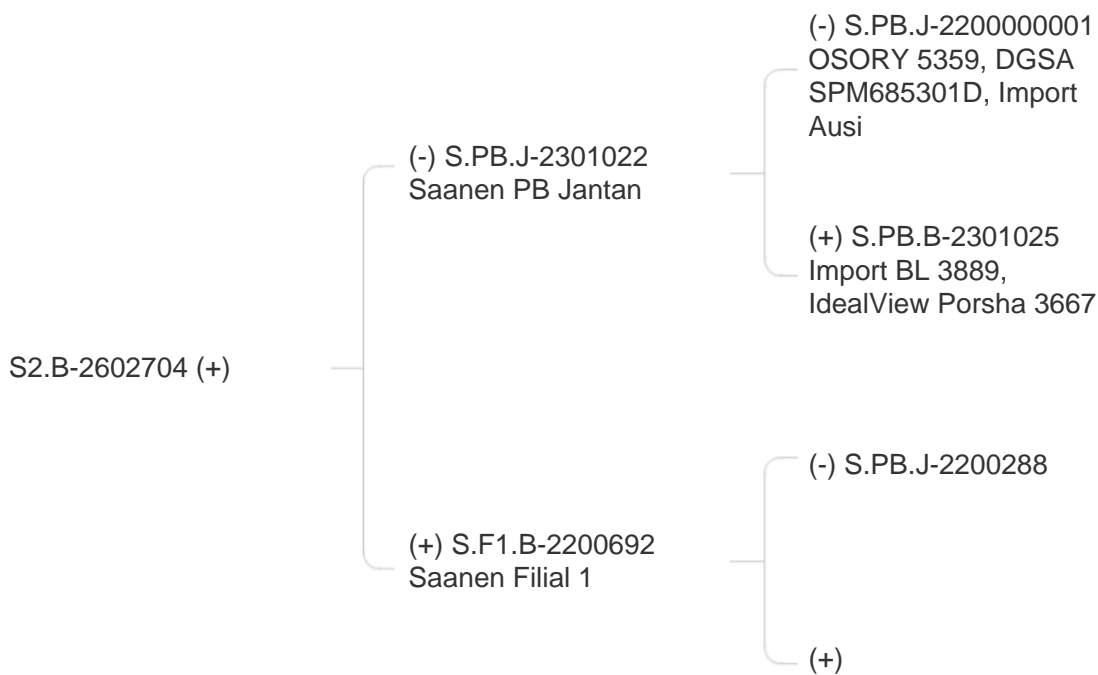 (-) S.PB.J-2200000001
OSORY 5359, DGSA
SPM685301D, Import
Ausi
(-) S.PB.J-2301022
Saanen PB Jantan
(+) S.PB.B-2301025
Import BL 3889,
IdealView Porsha 3667
S2.B-2602704 (+)
(-) S.PB.J-2200288
(+) S.F1.B-2200692
Saanen Filial 1
(+)